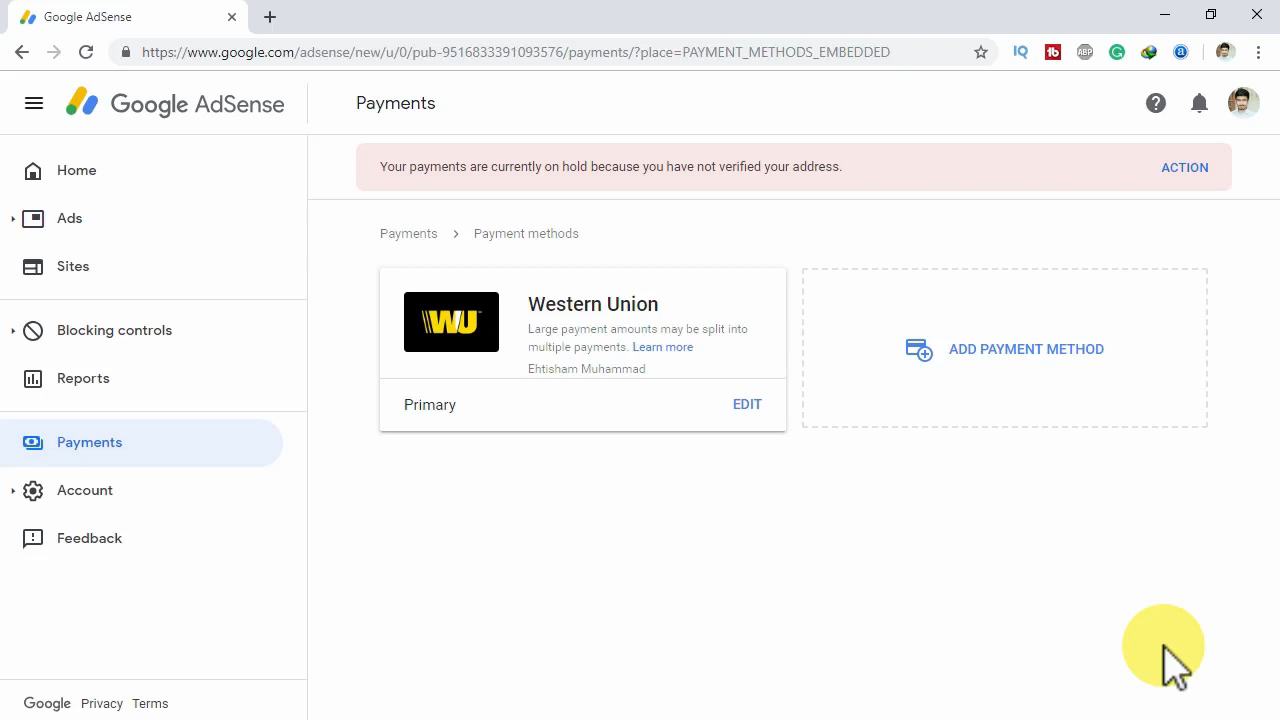 Google AdSense
https://www.google.com/adsense/new/u/0/pub-9516833391093576/payments/?place=PAYMENT_METHODS_EMBEDDED
IQ
tb
ABP
G
a
Google AdSense
Payments
Your payments are currently on hold because you have not verified your address.
ACTION
Home
Ads
Sites
Blocking controls
Reports
Payments
Account
Feedback
Payments > Payment methods
WU
Western Union
Large payment amounts may be split into
multiple payments. Learn more
Ehtisham Muhammad
Primary
EDIT
ADD PAYMENT METHOD
Google Privacy Terms